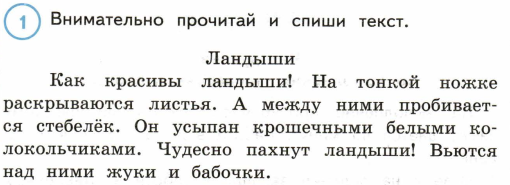 1 Внимательно прочитай и спиши текст.
Ландыши
Как красивы ландыши! На тонкой ножке
раскрываются листья. А между ними пробивает-
ся стебелёк. Он усыпан крошечными белыми ко-
локольчиками. Чудесно пахнут ландыши! Вьются
над ними жуки и бабочки.